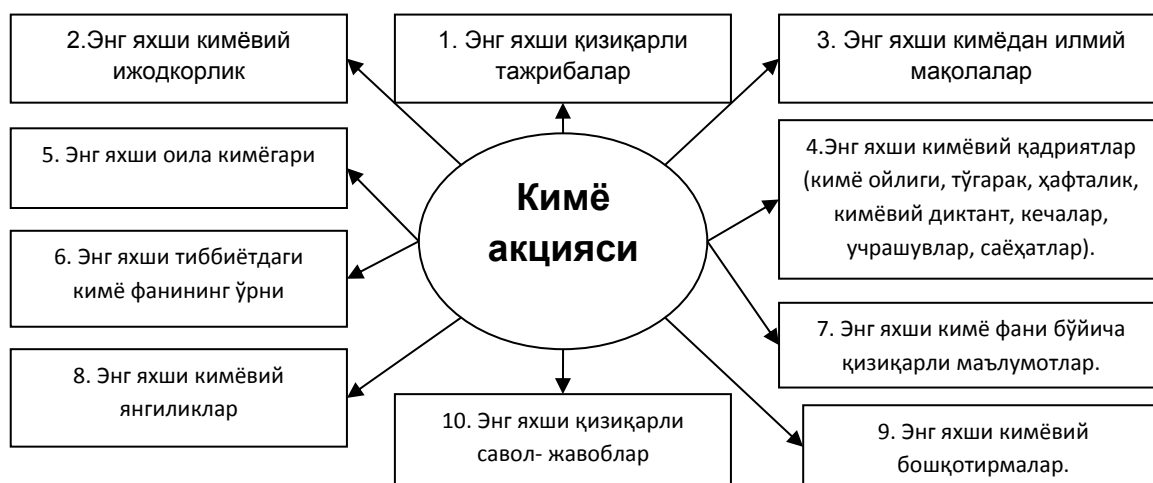 2.Энг яхши кимёвий
ижодкорлик
1. Энг яхши қизиқарли
тажрибалар
3. Энг яхши кимёдан илмий
мақолалар
5. Энг яхши оила кимёгари
Кимё
акцияси
4.Энг яхши кимёвий қадриятлар
(кимё ойлиги, тўгарак, ҳафталик,
кимёвий диктант, кечалар,
учрашувлар, саёҳатлар).
6. Энг яхши тиббиётдаги
кимё фанининг ўрни
7. Энг яхши кимё фани бўйича
қизиқарли маълумотлар.
8. Энг яхши кимёвий
янгиликлар
10. Энг яхши қизиқарли
савол- жавоблар
9. Энг яхши кимёвий
бошқотирмалар.